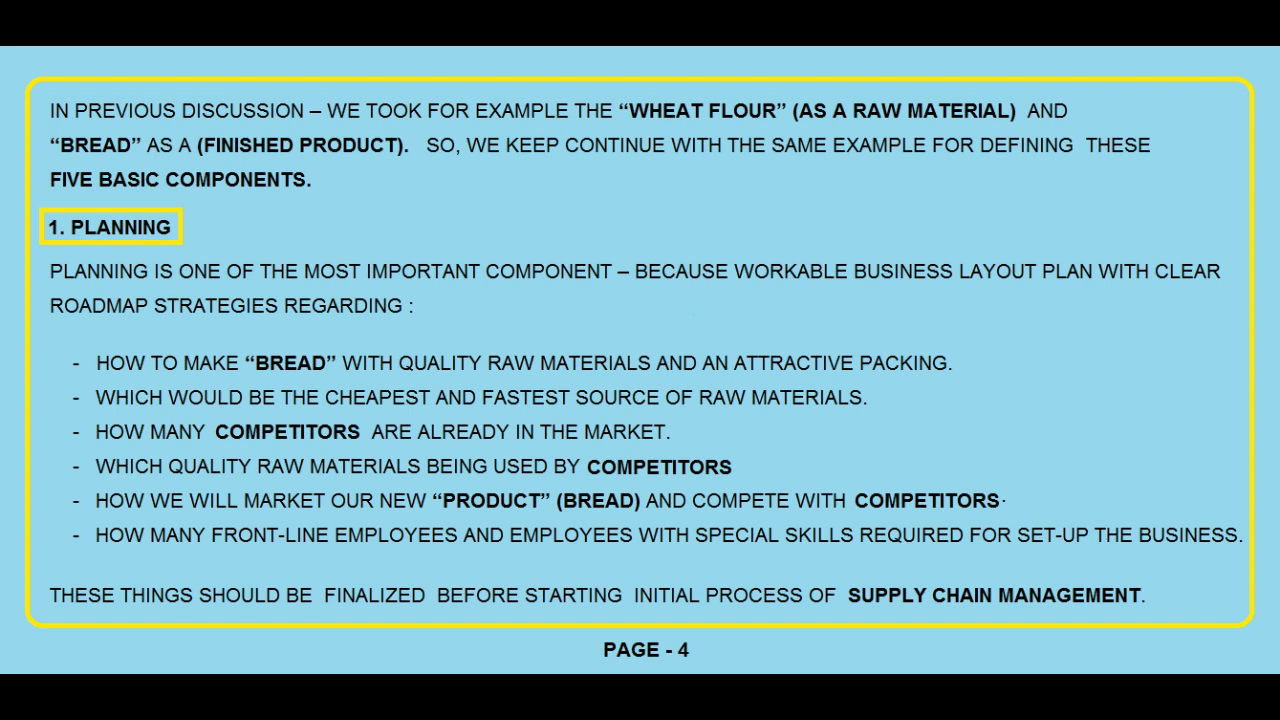 IN PREVIOUS DISCUSSION – WE TOOK FOR EXAMPLE THE “WHEAT FLOUR” (AS A RAW MATERIAL) AND
“BREAD” AS A (FINISHED PRODUCT). SO, WE KEEP CONTINUE WITH THE SAME EXAMPLE FOR DEFINING THESE
FIVE BASIC COMPONENTS.
1. PLANNING
PLANNING IS ONE OF THE MOST IMPORTANT COMPONENT – BECAUSE WORKABLE BUSINESS LAYOUT PLAN WITH CLEAR
ROADMAP STRATEGIES REGARDING :
- HOW TO MAKE “BREAD” WITH QUALITY RAW MATERIALS AND AN ATTRACTIVE PACKING.
- WHICH WOULD BE THE CHEAPEST AND FASTEST SOURCE OF RAW MATERIALS.
- HOW MANY COMPETITORS ARE ALREADY IN THE MARKET.
- WHICH QUALITY RAW MATERIALS BEING USED BY COMPETITORS
- HOW WE WILL MARKET OUR NEW “PRODUCT” (BREAD) AND COMPETE WITH COMPETITORS.
- HOW MANY FRONT-LINE EMPLOYEES AND EMPLOYEES WITH SPECIAL SKILLS REQUIRED FOR SET-UP THE BUSINESS.
THESE THINGS SHOULD BE FINALIZED BEFORE STARTING INITIAL PROCESS OF SUPPLY CHAIN MANAGEMENT.
PAGE - 4